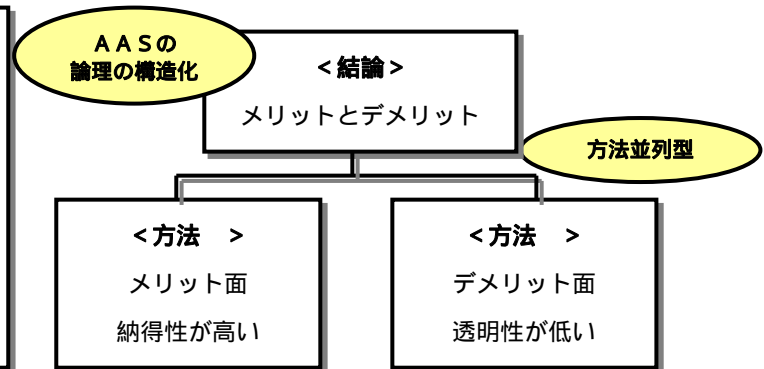 ＡＡＳの
論理の構造化
＜結論＞
メリットとデメリット
方法並列型
＜方法　＞
メリット面
納得性が高い
＜方法　＞
デメリット面
透明性が低い